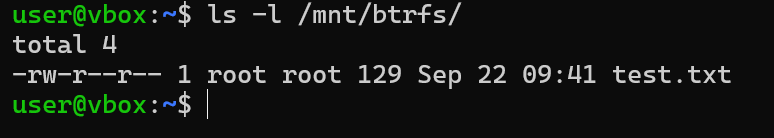 user@vbox:~$ ls -l /mnt/btrfs/
total 4
-rw-r--r-- 1 root root 129 Sep 22 09:41 test.txt
user@vbox:~$